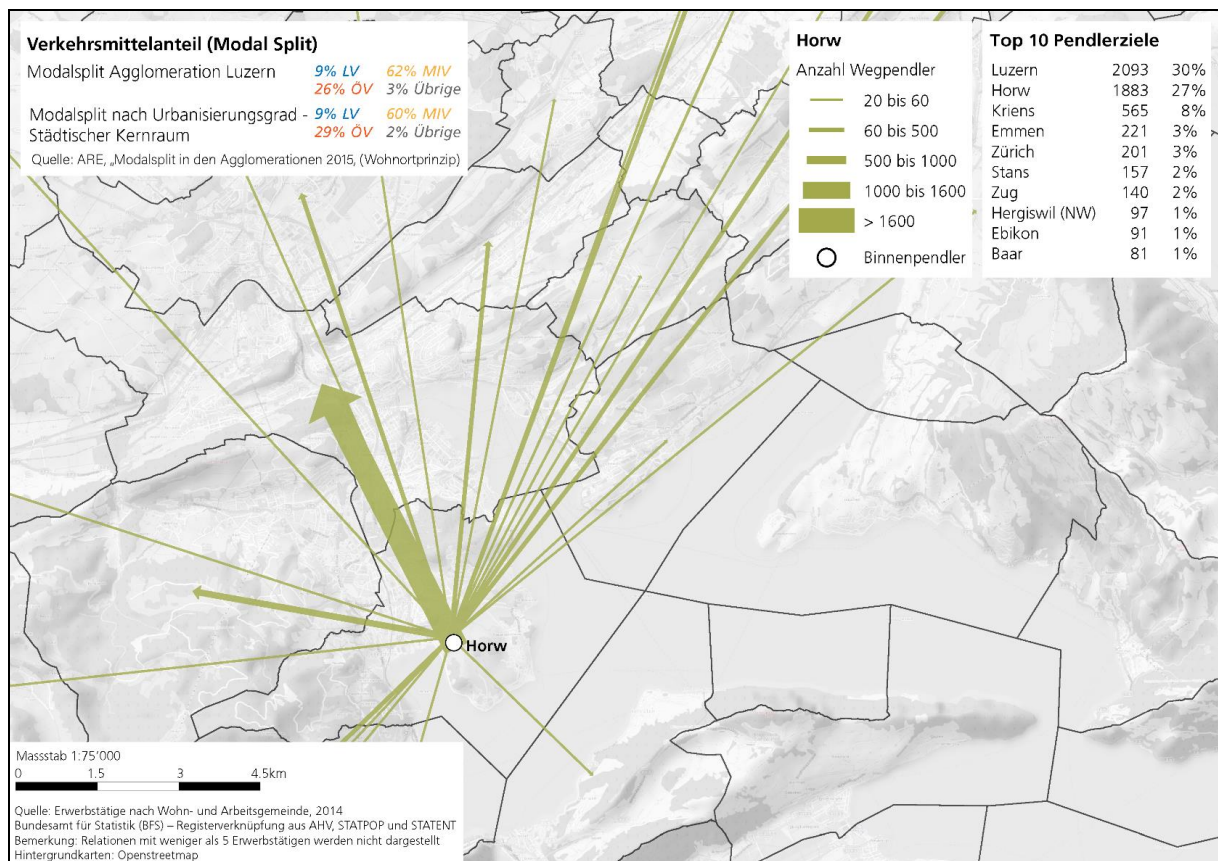 Verkehrsmittelanteil (Modal Split)
Modalsplit Agglomeration Luzern 9% LV 62% MIV
26% ÖV 3% Übrige
Modalsplit nach Urbanisierungsgrad - 9% LV 60% MIV
Städtischer Kernraum 29% ÖV 2% Übrige
Quelle: ARE, „Modalsplit in den Agglomerationen 2015, (Wohnortprinzip)
Horw
Anzahl Wegpendler
20 bis 60
60 bis 500
500 bis 1000
1000 bis 1600
> 1600
Binnenpendler
Top 10 Pendlerziele
Luzern 2093 30%
Horw 1883 27%
Kriens 565 8%
Emmen 221 3%
Zürich 201 3%
Stans 157 2%
Zug 140 2%
Hergiswil (NW) 97 1%
Ebikon 91 1%
Baar 81 1%
Horw
Massstab 1:75'000
0 1.5 3 4.5km
Quelle: Erwerbstätige nach Wohn- und Arbeitsgemeinde, 2014
Bundesamt für Statistik (BFS) – Registerverknüpfung aus AHV, STATPOP und STATENT
Bemerkung: Relationen mit weniger als 5 Erwerbstätigen werden nicht dargestellt
Hintergrundkarten: Openstreetmap